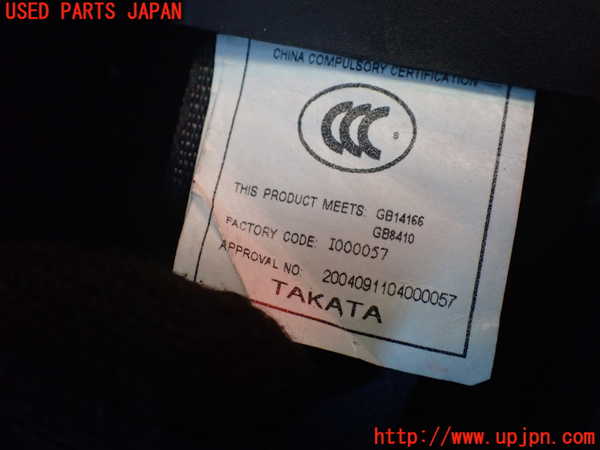 USED PARTS JAPAN
CHINA COMPULSORY CERTIFICATION
CCC S
THIS PRODUCT MEETS: GB14166
GB8410
FACTORY CODE: I000057
APPROVAL NO: 2004091104000057
TAKATA
http://www.upjpn.com/